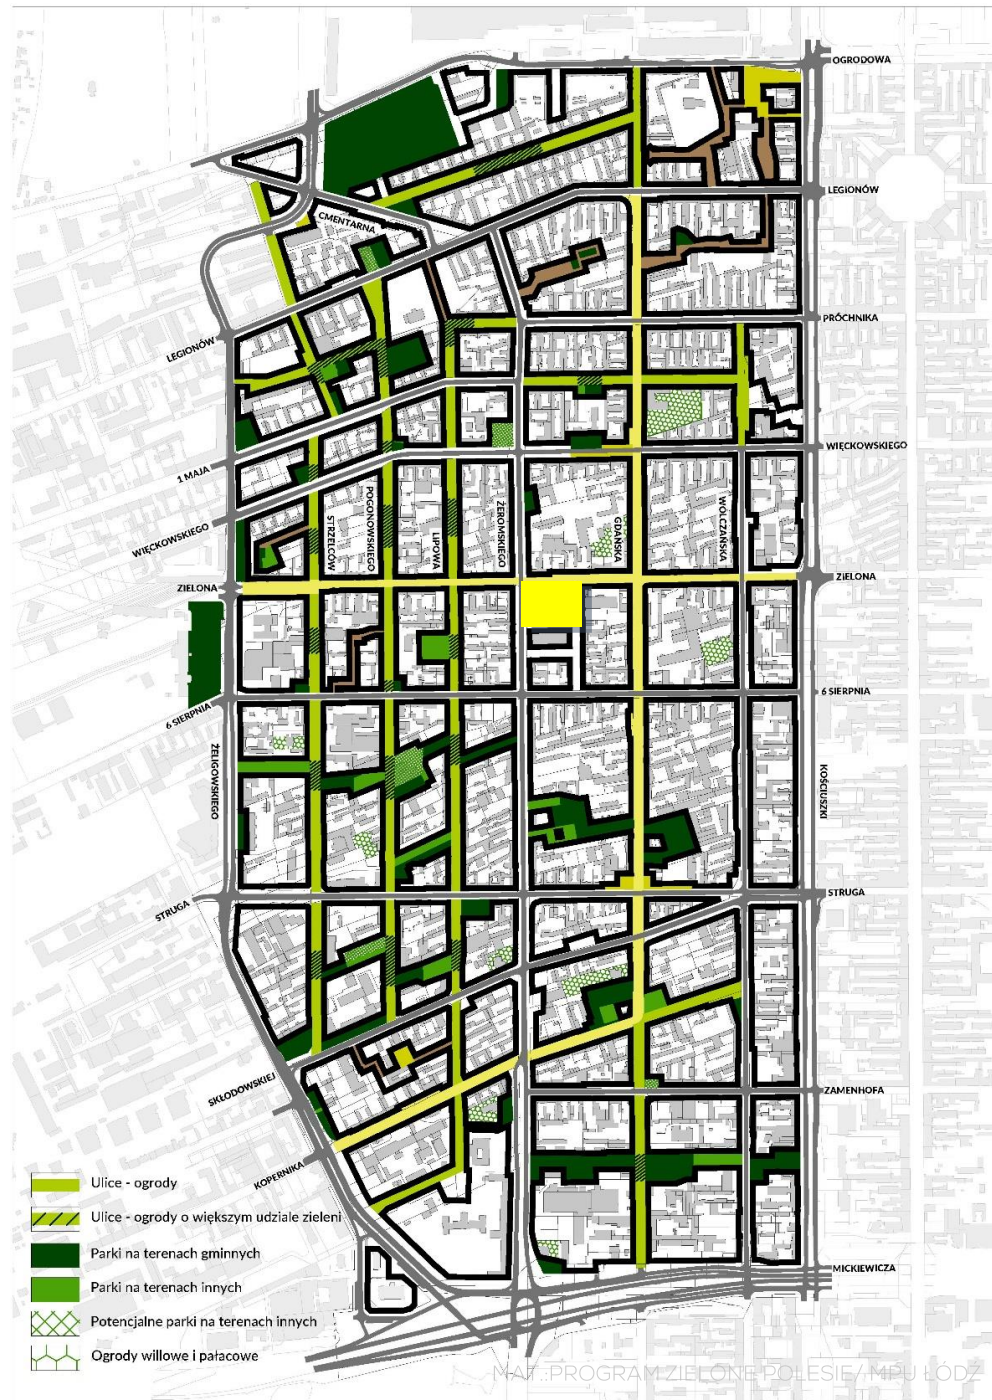 OGRODOWA
LEGIONÓW
CMENTARNA
PRÓCHNIKA
LEGIONÓW
WIĘCKOWSKIEGO
1 MAJA
WIĘCKOWSKIEGO
STRZELCÓW
POGONOWSKIEGO
LIPOWA
ŻEROMSKIEGO
GDAŃSKA
WÓLCZAŃSKA
ZIELONA
ZIELONA
6 SIERPNIA
6 SIERPNIA
ŻELIGOWSKIEGO
KOŚCIUSZKI
STRUGA
STRUGA
SKŁODOWSKIEJ
ZAMENHOFA
KOPERNIKA
MICKIEWICZA
Ulice - ogrody
Ulice - ogrody o większym udziale zieleni
Parki na terenach gminnych
Parki na terenach innych
Potencjalne parki na terenach innych
Ogrody willowe i pałacowe
MAT.:PROGRAM ZIELONE POLESIE/ MPU ŁÓDŹ